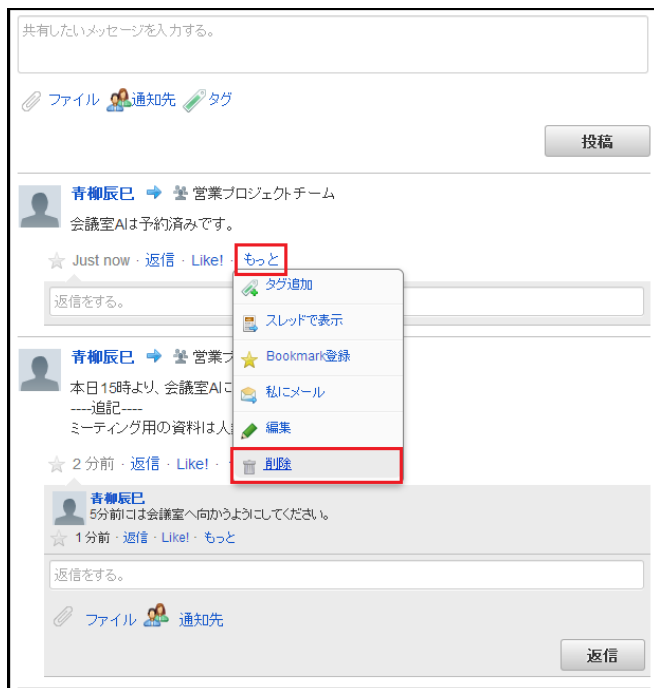 共有したいメッセージを入力する。
ファイル 通知先 タグ
投稿
青柳辰巳 営業プロジェクトチーム
会議室AIは予約済みです。
Just now · 返信 · Like! · もっと
返信をする。
タグ追加
スレッドで表示
Bookmark登録
私にメール
編集
削除
青柳辰巳 営業プ
本日15時より、会議室AIに
----追記----
ミーティング用の資料は人
2 分前 · 返信 · Like! ·
青柳辰巳
5分前には会議室へ向かうようにしてください。
1 分前 · 返信 · Like! · もっと
返信をする。
ファイル 通知先
返信